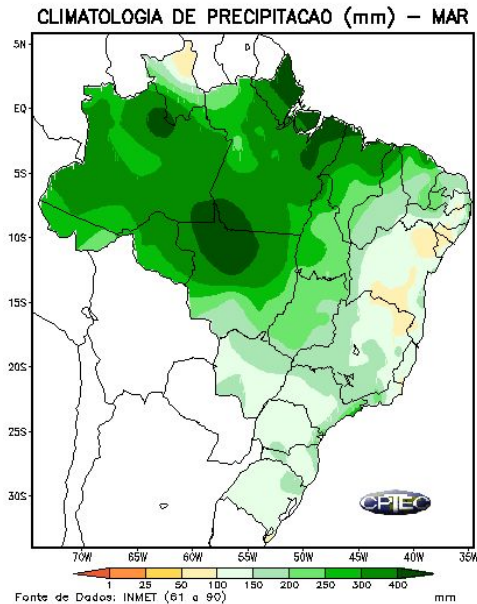 CLIMATOLOGIA DE PRECIPITACAO (mm) – MAR
5N
EQ
5S
10S
15S
20S
25S
30S
CPTEC
70W 65W 60W 55W 50W 45W 40W 35W
1 25 50 100 150 200 250 300 400
Fonte de Dados: INMET (61 a 90) mm